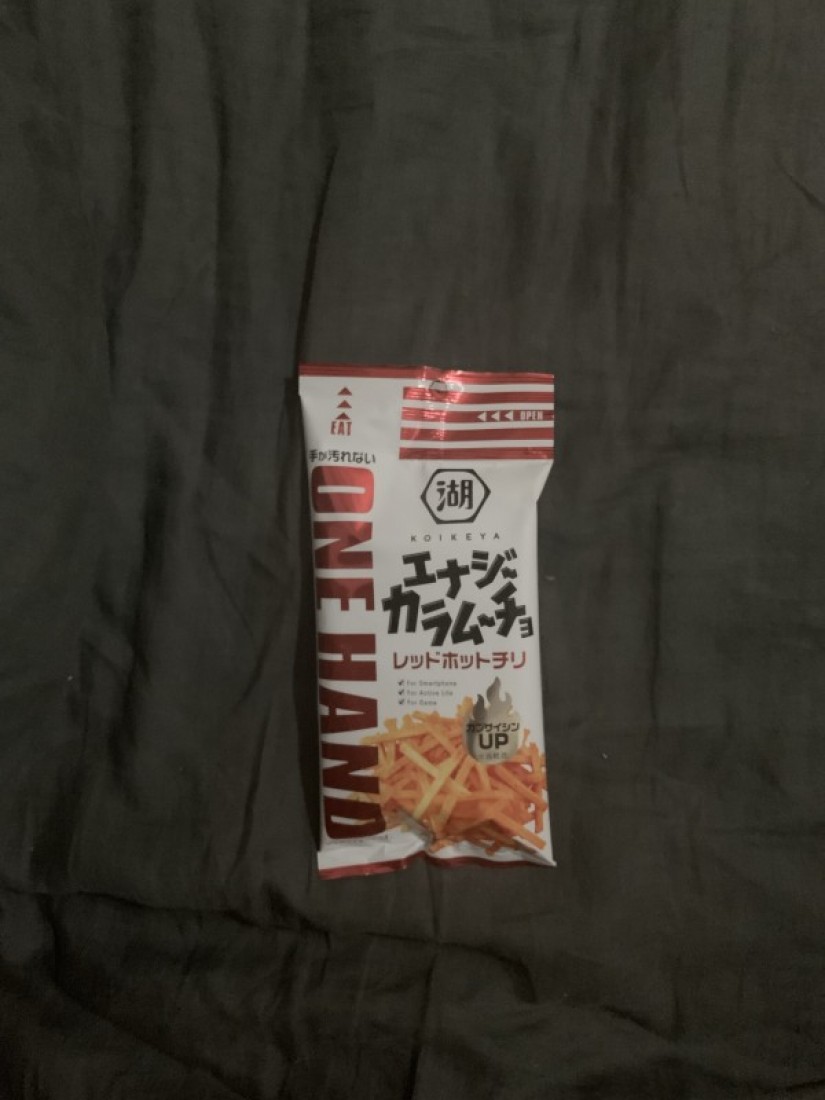 EAT
OPEN
手が汚れない
ONE HAND
湖
KOIKEYA
エナジー
カラムーチョ
レッドホットチリ
For Smartphone
For Active Life
For Game
カンサイシン
UP